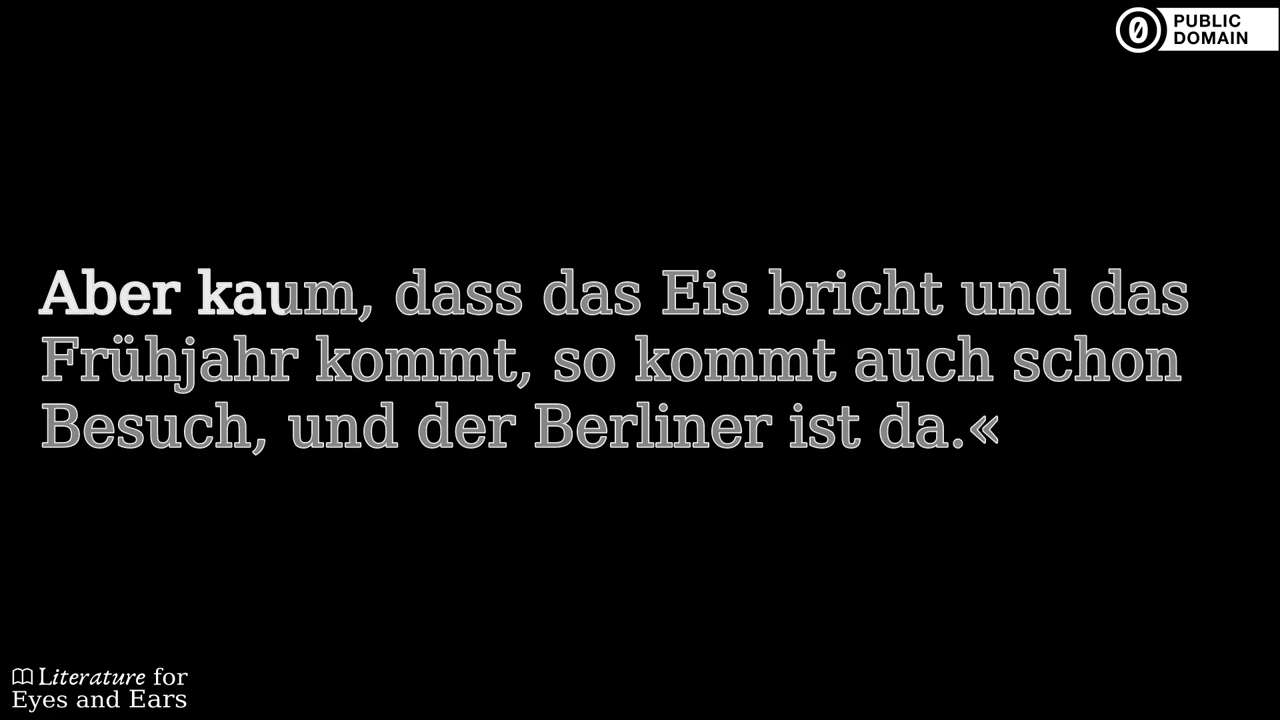 PUBLIC
DOMAIN
Aber kaum, dass das Eis bricht und das
Frühjahr kommt, so kommt auch schon
Besuch, und der Berliner ist da.«
Literature for
Eyes and Ears